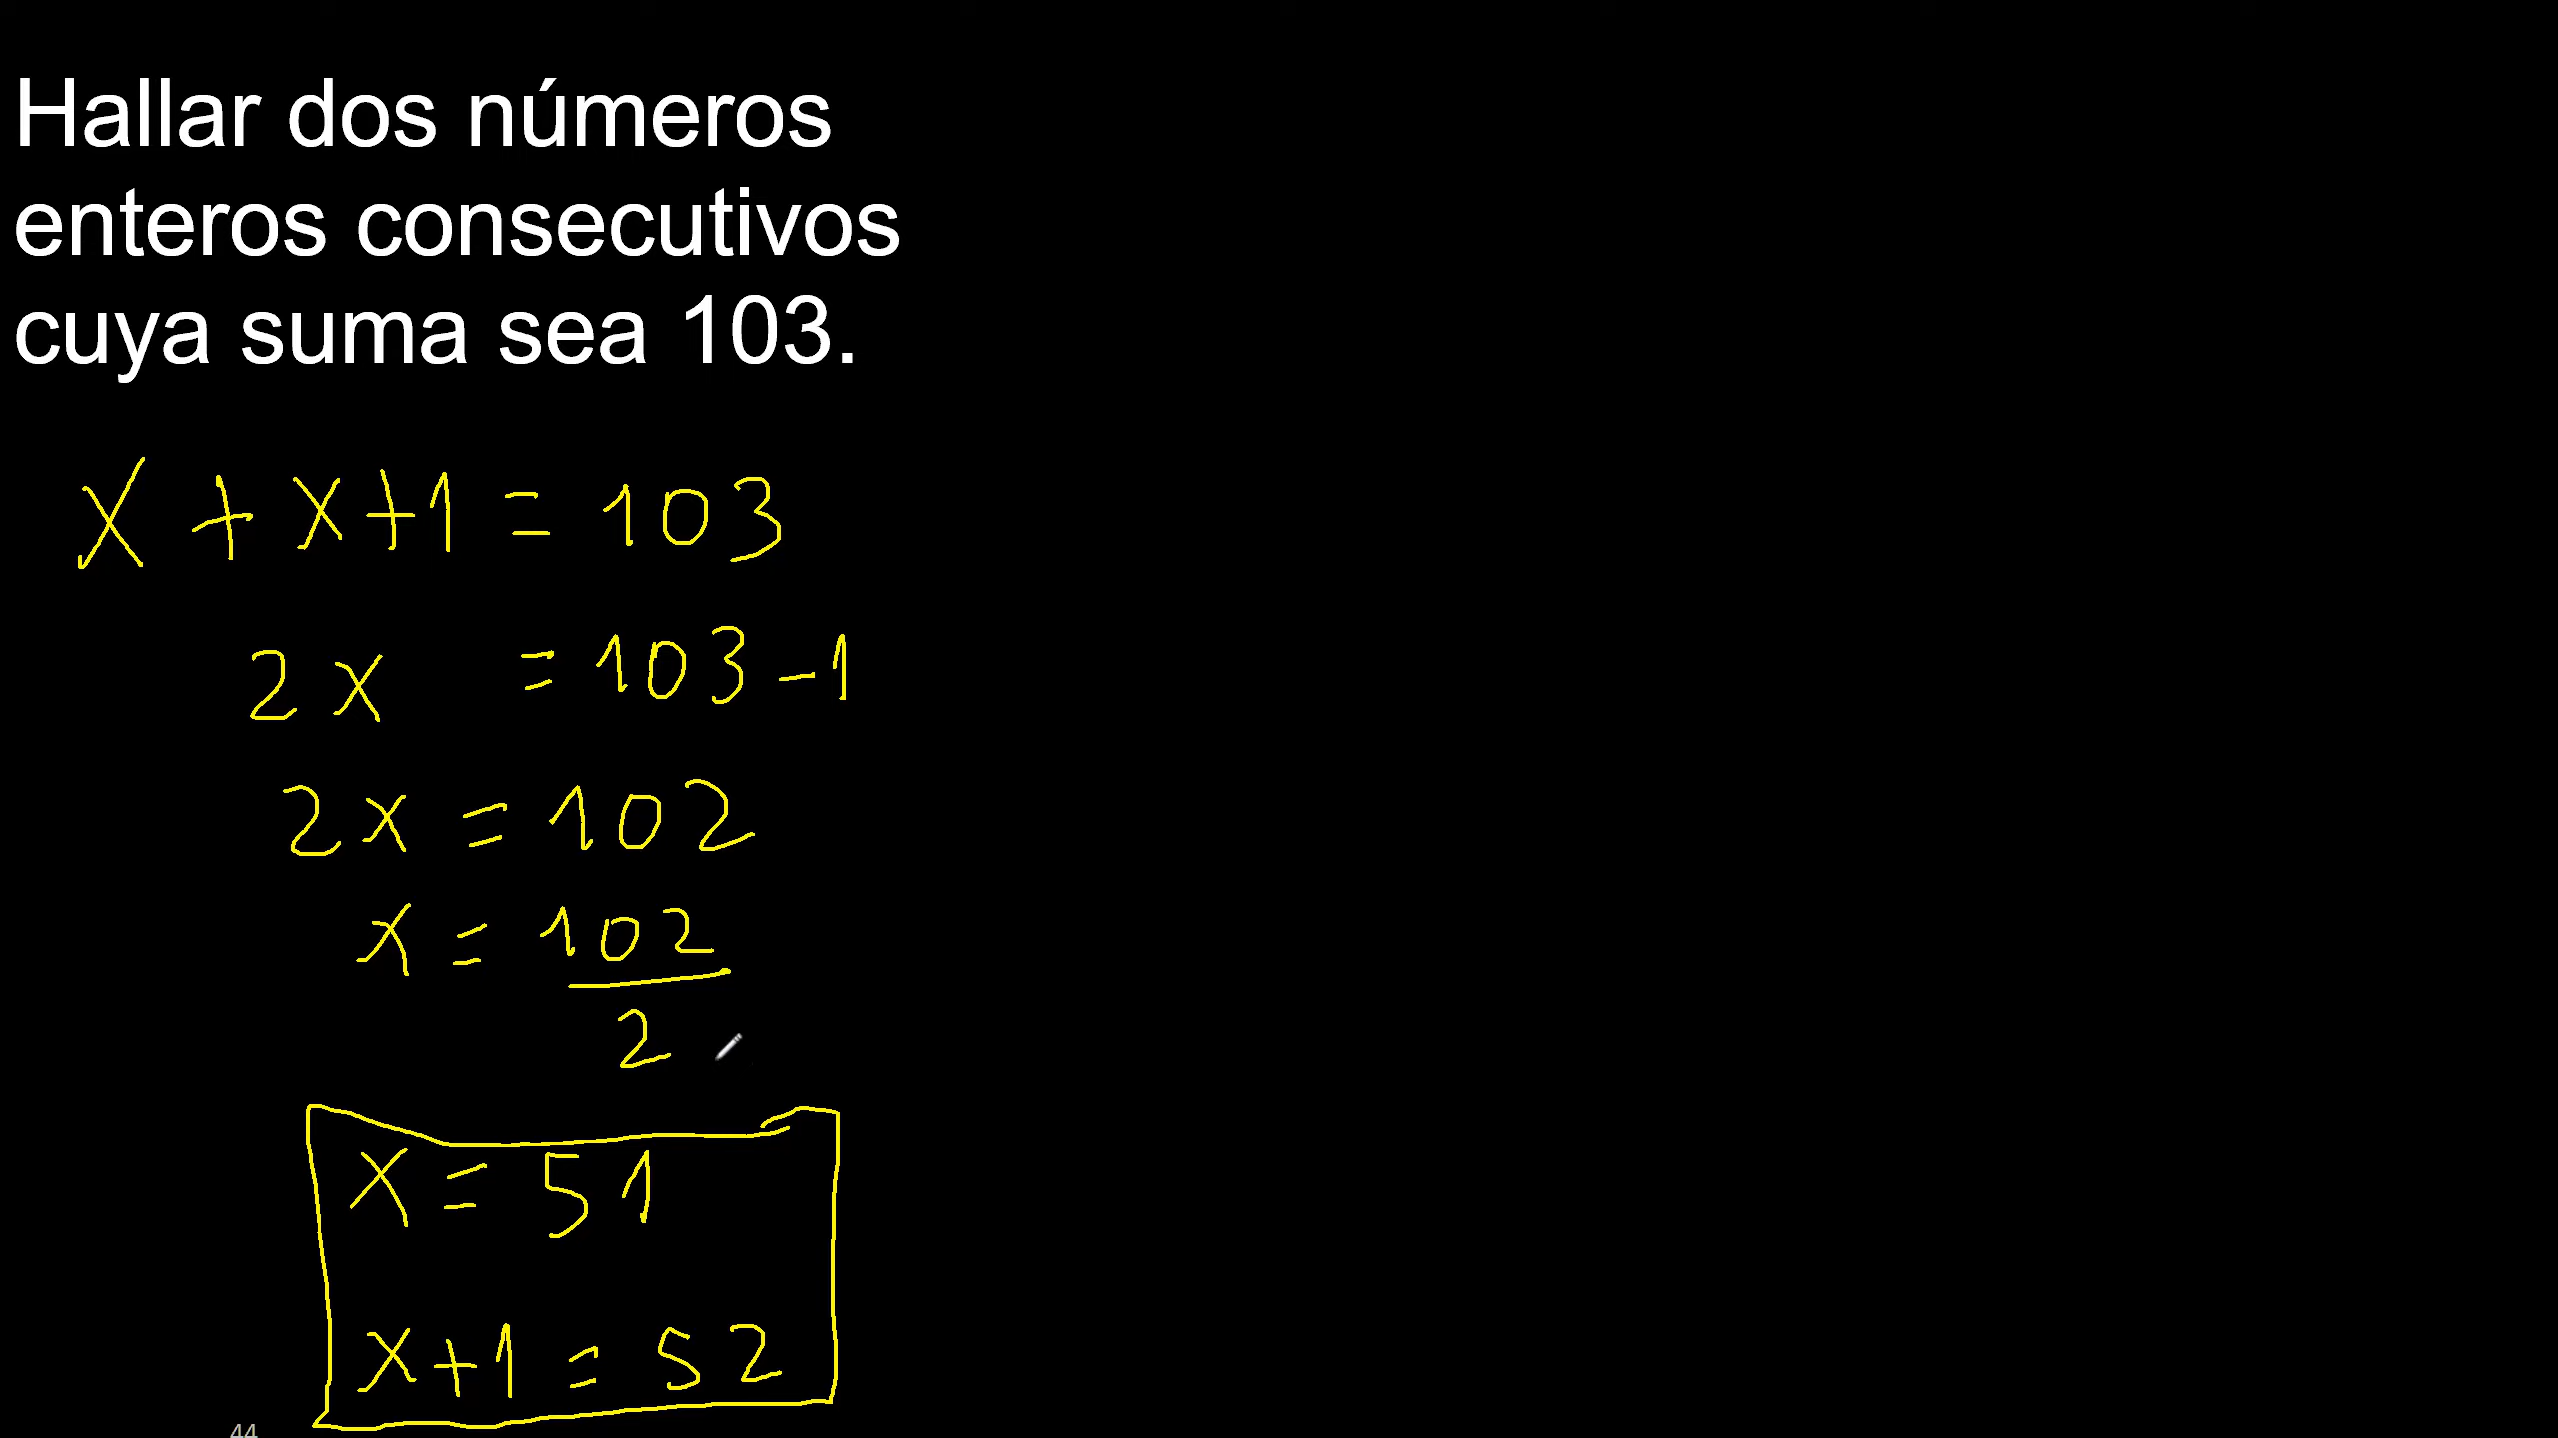 Hallar dos números
enteros consecutivos
cuya suma sea 103.
x + x+1 = 103
2x = 103-1
2x = 102
x = 102
2
x = 51
x+1 = 52
44